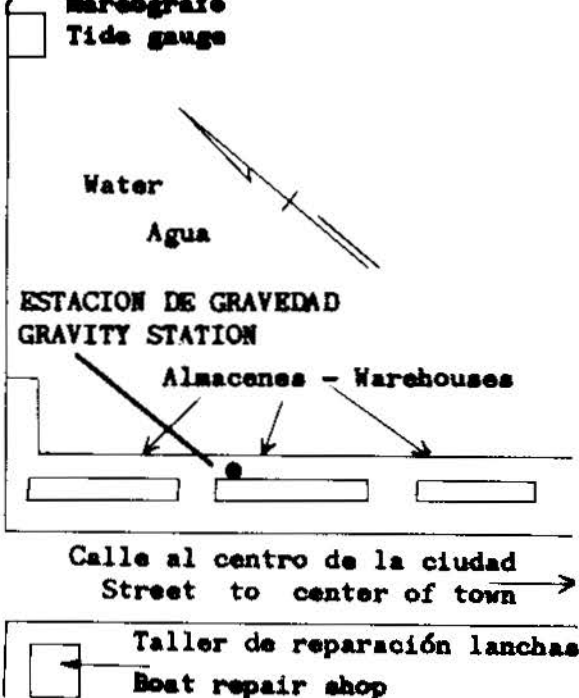 Mareografo
Tide gauge
Water
Agua
ESTACION DE GRAVEDAD
GRAVITY STATION
Almacenes - Warehouses
Calle al centro de la ciudad
Street to center of town
Taller de reparación lanchas
Boat repair shop